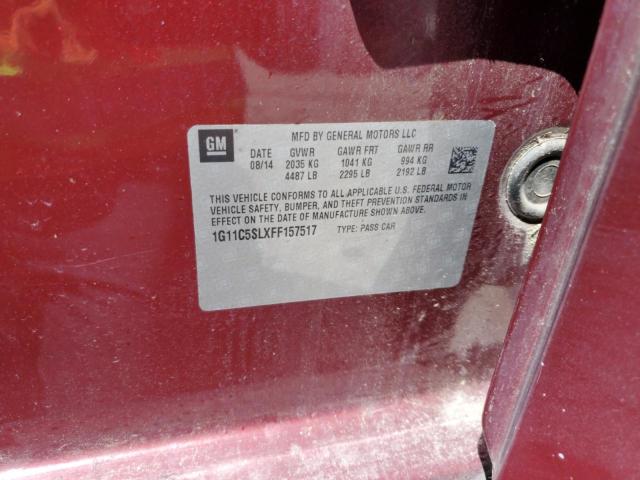 GM
MFD BY GENERAL MOTORS LLC
DATE GVWR GAWR FRT GAWR RR
08/14 2035 KG 1041 KG 994 KG
4487 LB 2295 LB 2192 LB
THIS VEHICLE CONFORMS TO ALL APPLICABLE U.S. FEDERAL MOTOR
VEHICLE SAFETY, BUMPER, AND THEFT PREVENTION STANDARDS IN
EFFECT ON THE DATE OF MANUFACTURE SHOWN ABOVE.
1G11C5SLXFF157517 TYPE: PASS CAR